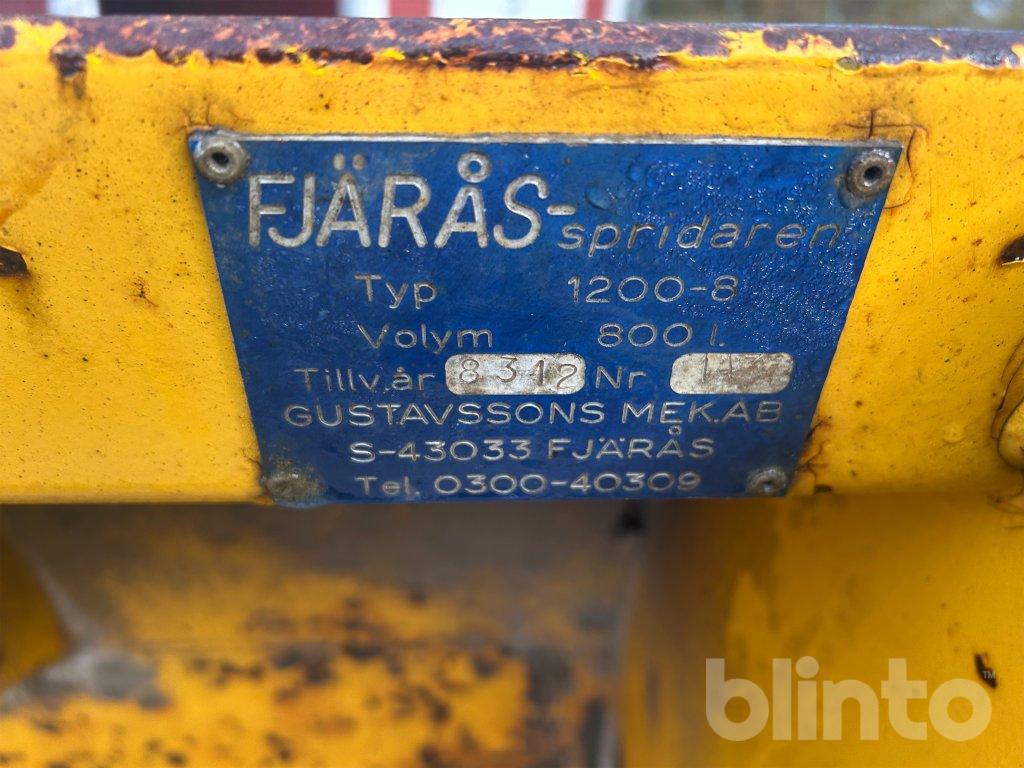 FJÄRÅS-spridaren
Typ 1200-8
Volym 800 l.
Tillv.år 8312 Nr
GUSTAVSSONS MEK.AB
S-43033 FJÄRÅS
Tel. 0300-40309
blinto™